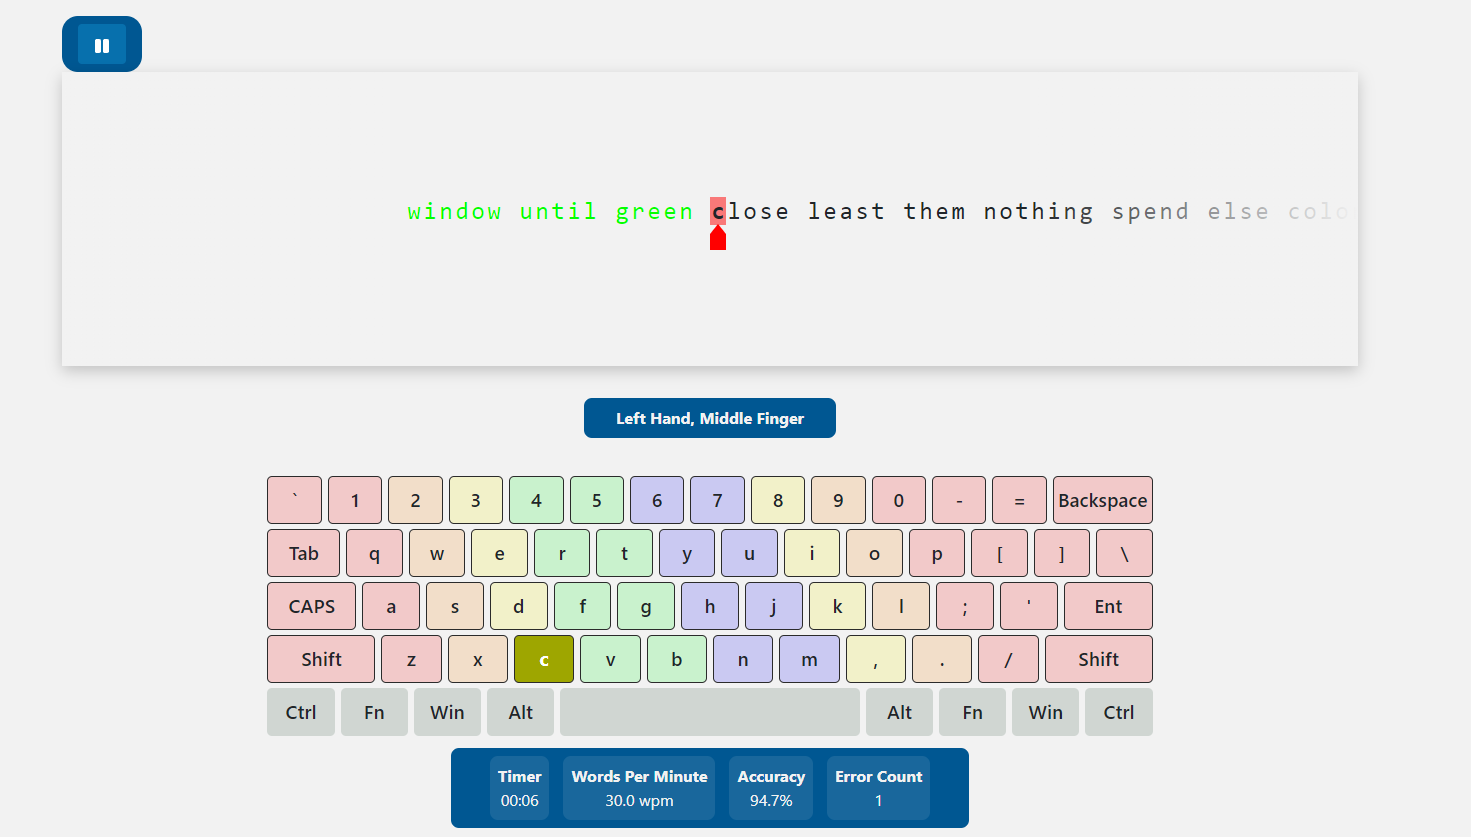 window until green close least them nothing spend else colo
Left Hand, Middle Finger
` 1 2 3 4 5 6 7 8 9 0 - = Backspace
Tab q w e r t y u i o p [ ] \
CAPS a s d f g h j k l ; ' Ent
Shift z x c v b n m , . / Shift
Ctrl Fn Win Alt Alt Fn Win Ctrl
Timer Words Per Minute Accuracy Error Count
00:06 30.0 wpm 94.7% 1